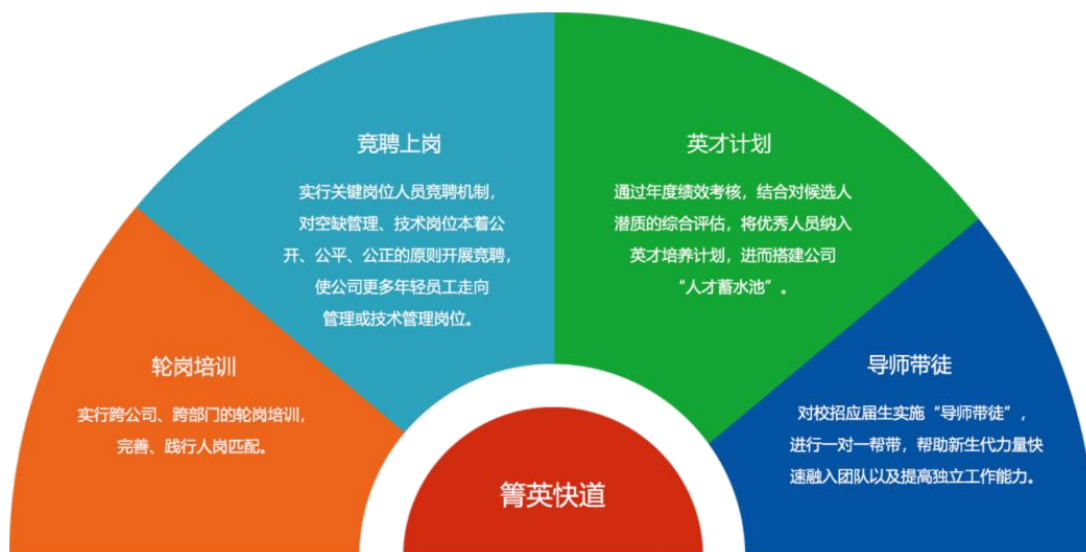 竞聘上岗
实行关键岗位人员竞聘机制，
对空缺管理、技术岗位本着公
开、公平、公正的原则开展竞聘，
使公司更多年轻员工走向
管理或技术管理岗位。
英才计划
通过年度绩效考核，结合对候选人
潜质的综合评估，将优秀人员纳入
英才培养计划，进而搭建公司
“人才蓄水池”。
轮岗培训
实行跨公司、跨部门的轮岗培训，
完善、践行人岗匹配。
导师带徒
对校招应届生实施“导师带徒”，
进行一对一帮带，帮助新生代力量快
速融入团队以及提高独立工作能力。
箐英快道